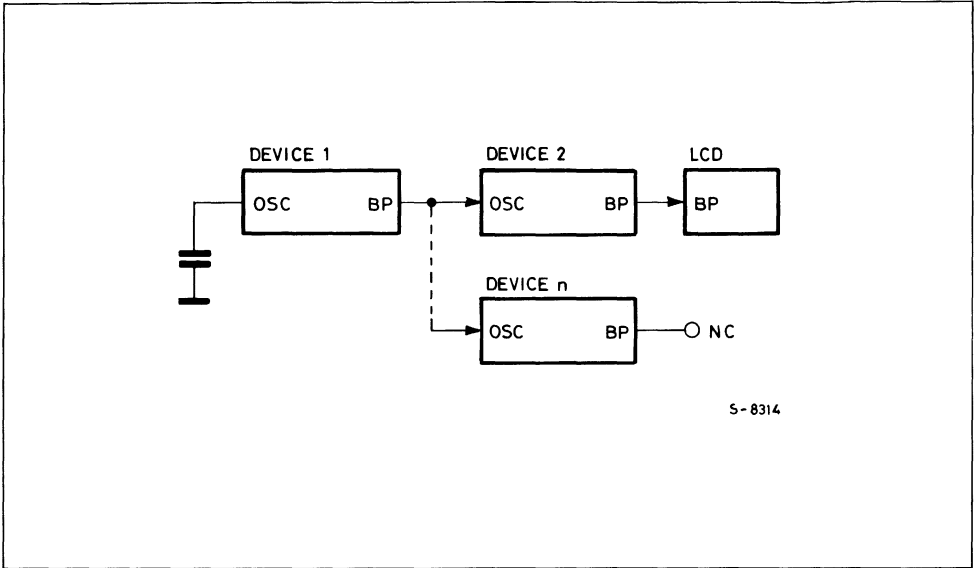 DEVICE 1
DEVICE 2
LCD
OSC BP
OSC BP
BP
DEVICE n
OSC BP
NC
S-8314